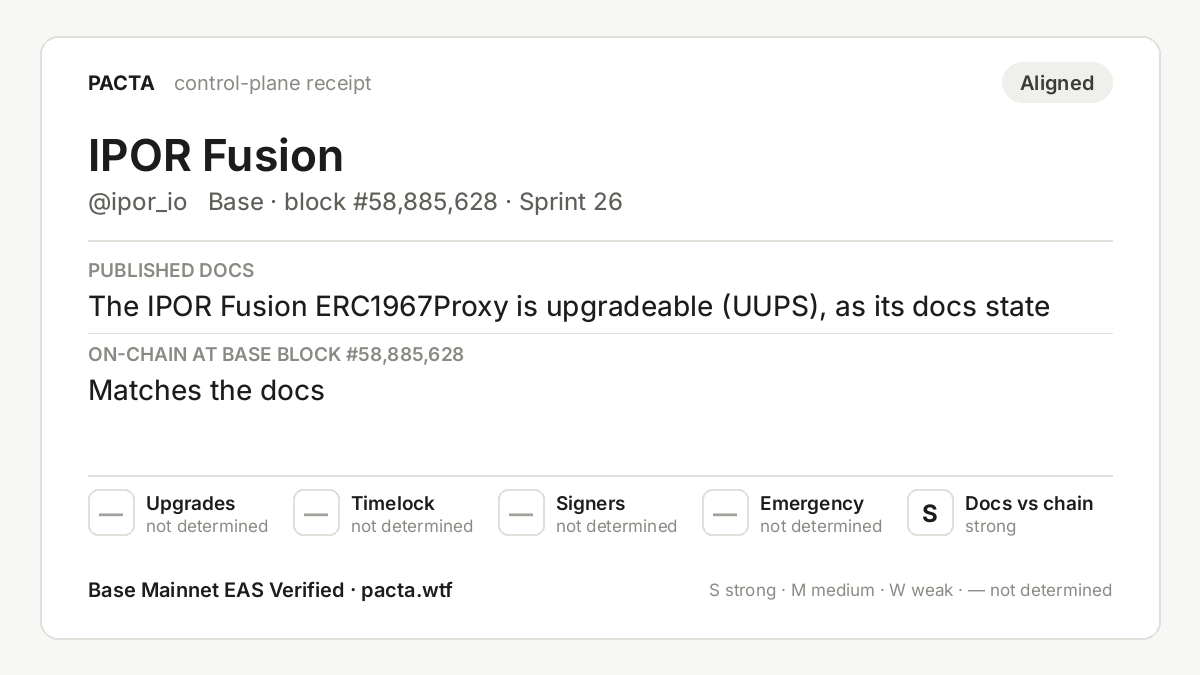 PACTA control-plane receipt Aligned
IPOR Fusion
@ipor_io Base · block #58,885,628 · Sprint 26
PUBLISHED DOCS
The IPOR Fusion ERC1967Proxy is upgradeable (UUPS), as its docs state
ON-CHAIN AT BASE BLOCK #58,885,628
Matches the docs
— Upgrades not determined
— Timelock not determined
— Signers not determined
— Emergency not determined
S Docs vs chain strong
Base Mainnet EAS Verified · pacta.wtf
S strong · M medium · W weak · — not determined